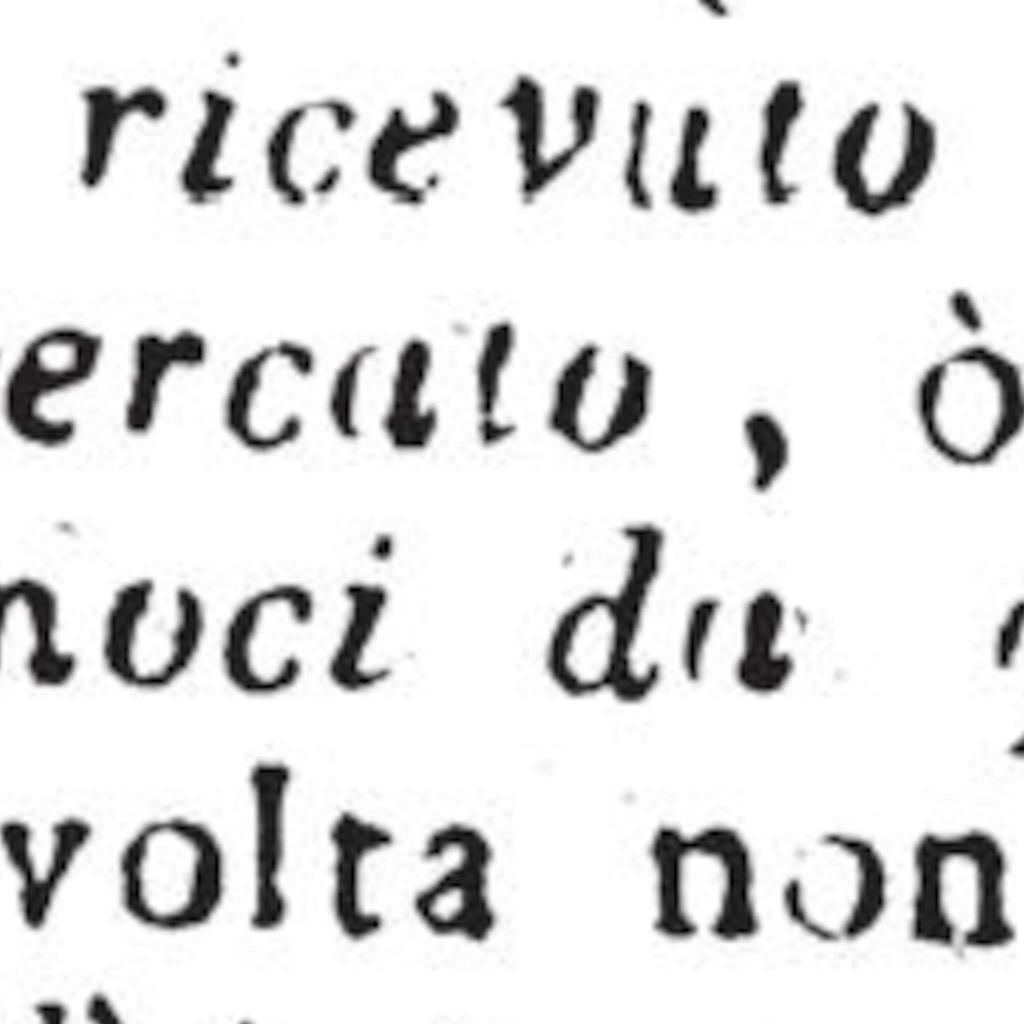 ricevuto
ercato, ò
noci da
volta non